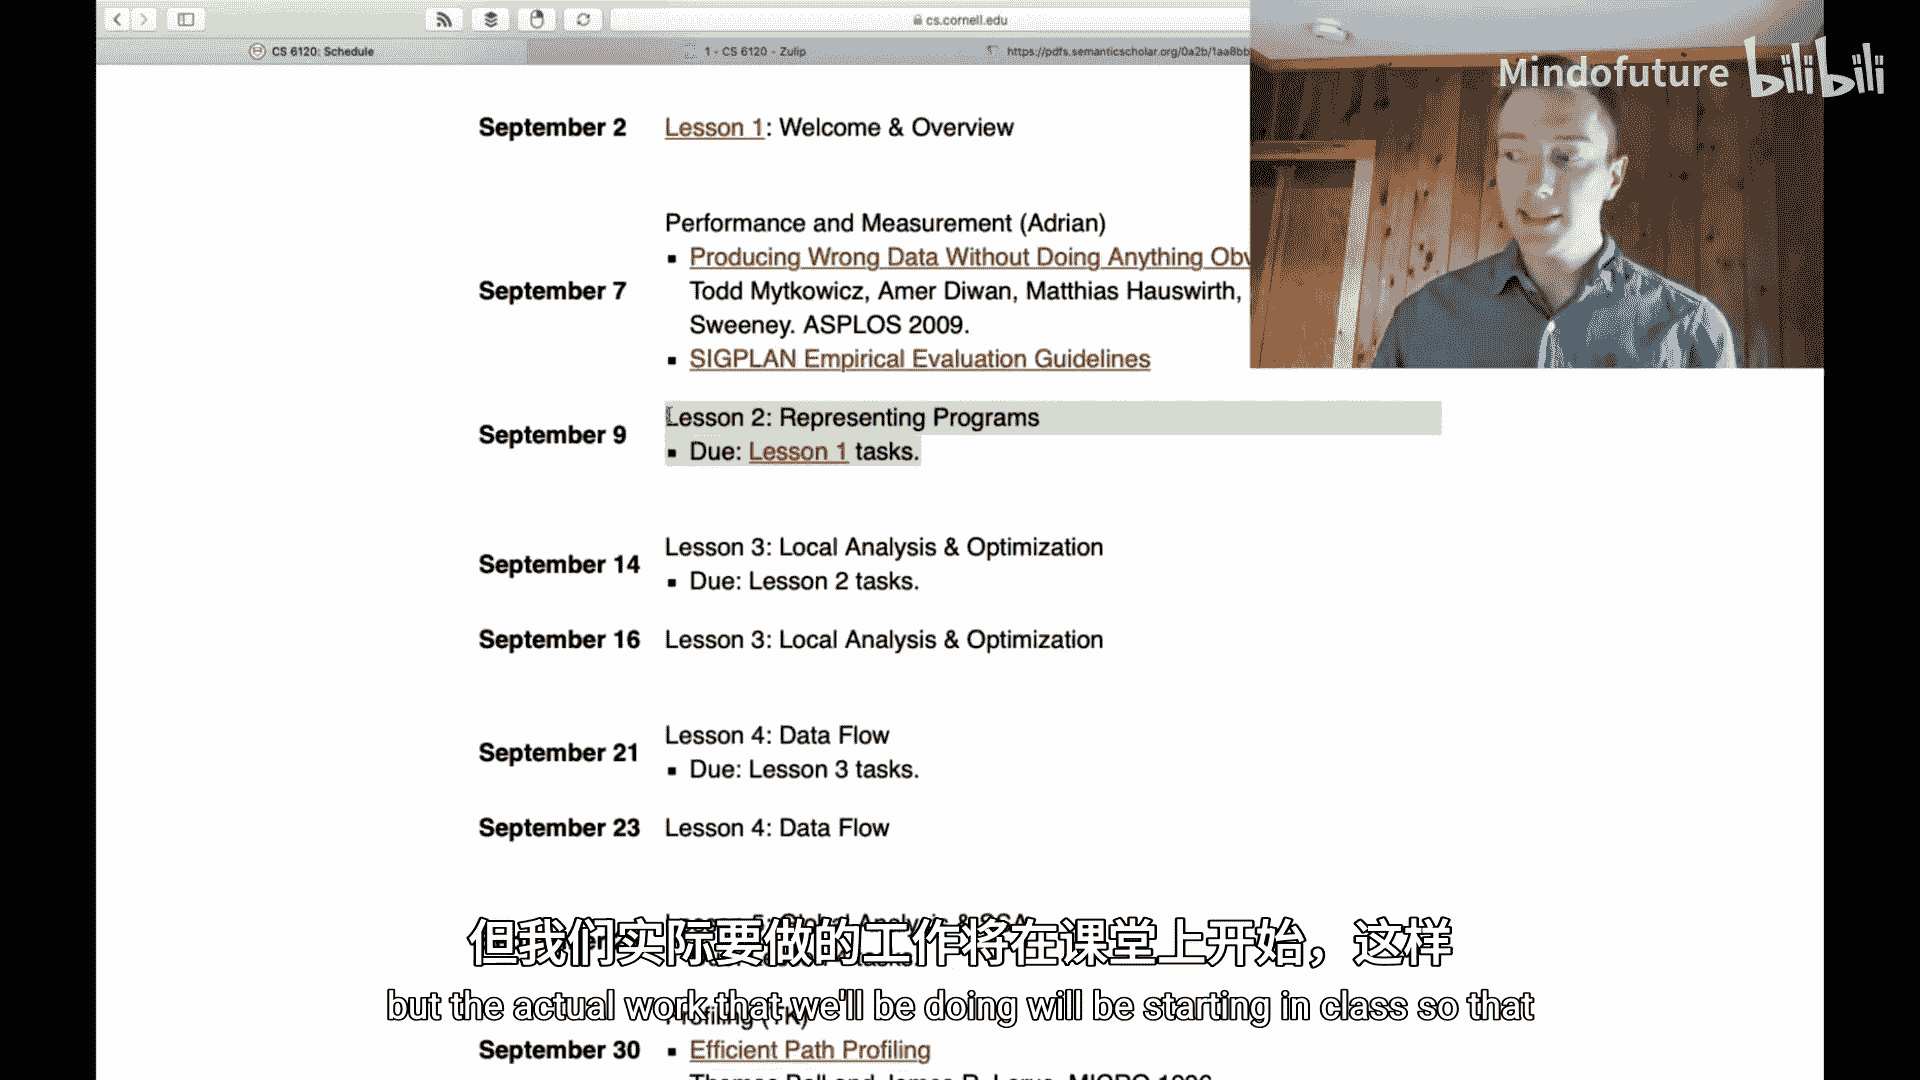 cs.cornell.edu
CS 6120: Schedule
1 - CS 6120 - Zulip
https://pdfs.semanticscholar.org/0a2b/1aa8bb
Mindofuture bilibili
September 2
Lesson 1: Welcome & Overview
Performance and Measurement (Adrian)
September 7
▪ Producing Wrong Data Without Doing Anything Obv
Todd Mytkowicz, Amer Diwan, Matthias Hauswirth,
Sweeney. ASPLOS 2009.
▪ SIGPLAN Empirical Evaluation Guidelines
September 9
Lesson 2: Representing Programs
▪ Due: Lesson 1 tasks.
September 14
Lesson 3: Local Analysis & Optimization
▪ Due: Lesson 2 tasks.
September 16
Lesson 3: Local Analysis & Optimization
September 21
Lesson 4: Data Flow
▪ Due: Lesson 3 tasks.
September 23
Lesson 4: Data Flow
但我们实际要做的工作将在课堂上开始，这样
but the actual work that we'll be doing will be starting in class so that
September 30
▪ Efficient Path Profiling